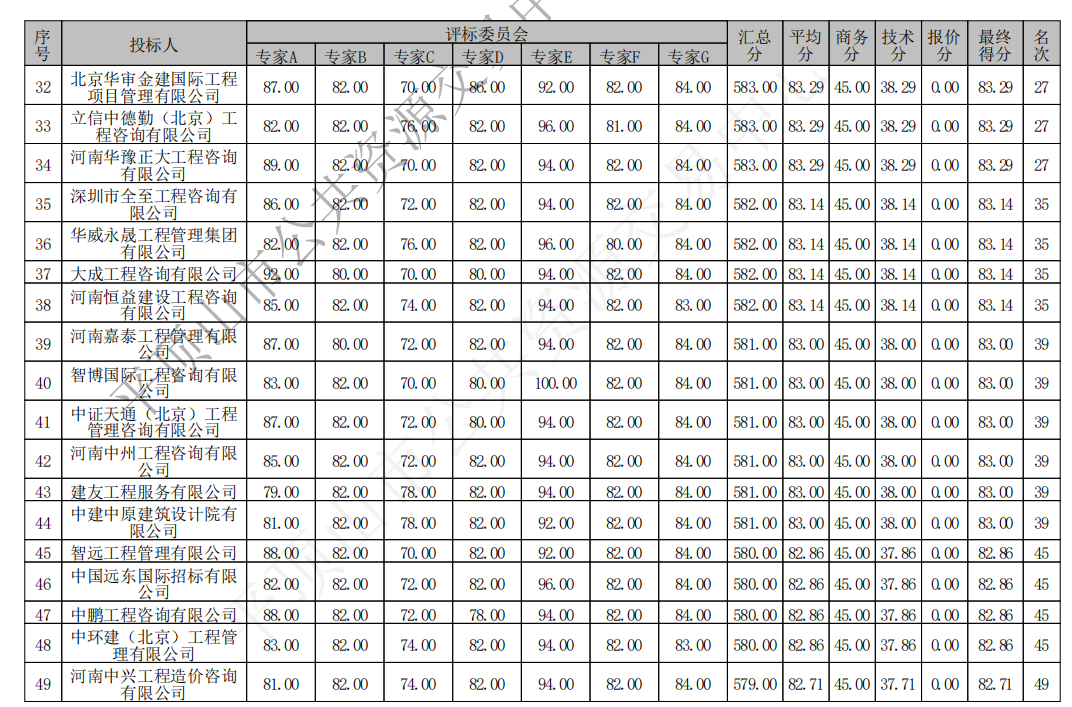 序号 投标人 评标委员会 汇总分 平均分 商务分 技术分 报价分 最终得分 名次
专家A 专家B 专家C 专家D 专家E 专家F 专家G
32 北京华审金建国际工程项目管理有限公司 87.00 82.00 70.00 86.00 92.00 82.00 84.00 583.00 83.29 45.00 38.29 0.00 83.29 27
33 立信中德勤（北京）工程咨询有限公司 82.00 82.00 76.00 82.00 96.00 81.00 84.00 583.00 83.29 45.00 38.29 0.00 83.29 27
34 河南华豫正大工程咨询有限公司 89.00 82.00 70.00 82.00 94.00 82.00 84.00 583.00 83.29 45.00 38.29 0.00 83.29 27
35 深圳市全至工程咨询有限公司 86.00 82.00 72.00 82.00 94.00 82.00 84.00 582.00 83.14 45.00 38.14 0.00 83.14 35
36 华威永晟工程管理集团有限公司 82.00 82.00 76.00 82.00 96.00 80.00 84.00 582.00 83.14 45.00 38.14 0.00 83.14 35
37 大成工程咨询有限公司 92.00 80.00 70.00 80.00 94.00 82.00 84.00 582.00 83.14 45.00 38.14 0.00 83.14 35
38 河南恒益建设工程咨询有限公司 85.00 82.00 74.00 82.00 94.00 82.00 83.00 582.00 83.14 45.00 38.14 0.00 83.14 35
39 河南嘉泰工程管理有限公司 87.00 80.00 72.00 82.00 94.00 82.00 84.00 581.00 83.00 45.00 38.00 0.00 83.00 39
40 智博国际工程咨询有限公司 83.00 82.00 70.00 80.00 100.00 82.00 84.00 581.00 83.00 45.00 38.00 0.00 83.00 39
41 中证天通（北京）工程管理咨询有限公司 87.00 82.00 72.00 80.00 94.00 82.00 84.00 581.00 83.00 45.00 38.00 0.00 83.00 39
42 河南中州工程咨询有限公司 85.00 82.00 72.00 82.00 94.00 82.00 84.00 581.00 83.00 45.00 38.00 0.00 83.00 39
43 建友工程服务有限公司 79.00 82.00 78.00 82.00 94.00 82.00 84.00 581.00 83.00 45.00 38.00 0.00 83.00 39
44 中建中原建筑设计院有限公司 81.00 82.00 78.00 82.00 92.00 82.00 84.00 581.00 83.00 45.00 38.00 0.00 83.00 39
45 智远工程管理有限公司 88.00 82.00 70.00 82.00 92.00 82.00 84.00 580.00 82.86 45.00 37.86 0.00 82.86 45
46 中国远东国际招标有限公司 82.00 82.00 72.00 82.00 96.00 82.00 84.00 580.00 82.86 45.00 37.86 0.00 82.86 45
47 中鹏工程咨询有限公司 88.00 82.00 72.00 78.00 94.00 82.00 84.00 580.00 82.86 45.00 37.86 0.00 82.86 45
48 中环建（北京）工程管理有限公司 83.00 82.00 74.00 82.00 94.00 82.00 83.00 580.00 82.86 45.00 37.86 0.00 82.86 45
49 河南中兴工程造价咨询有限公司 81.00 82.00 74.00 82.00 94.00 82.00 84.00 579.00 82.71 45.00 37.71 0.00 82.71 49
平顶山市公共资源交易中
平顶山市公共资源交易中心